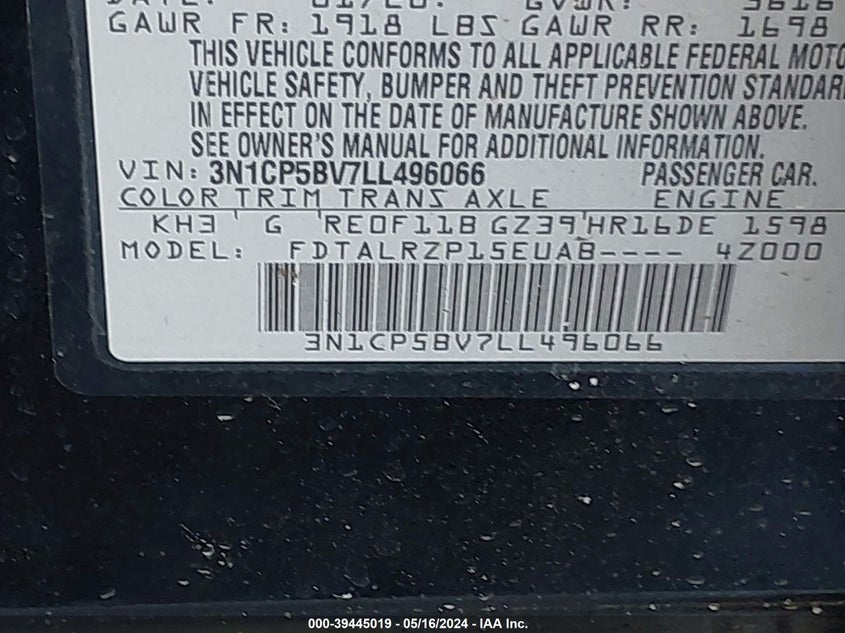 GAWR FR: 1918 LBS GAWR RR: 1698
THIS VEHICLE CONFORMS TO ALL APPLICABLE FEDERAL MOTO
VEHICLE SAFETY, BUMPER AND THEFT PREVENTION STANDAR
IN EFFECT ON THE DATE OF MANUFACTURE SHOWN ABOVE.
SEE OWNER'S MANUAL FOR ADDITIONAL INFORMATION.
VIN: 3N1CP5BV7LL496066 PASSENGER CAR.
COLOR TRIM TRANS AXLE ENGINE
KH3 G RE0F11B GZ39 HR16DE 1598
MODEL: FDTALRZP15EUAB---- 4Z000
3N1CP5BV7LL496066
000-39445019 - 05/16/2024 - IAA Inc.